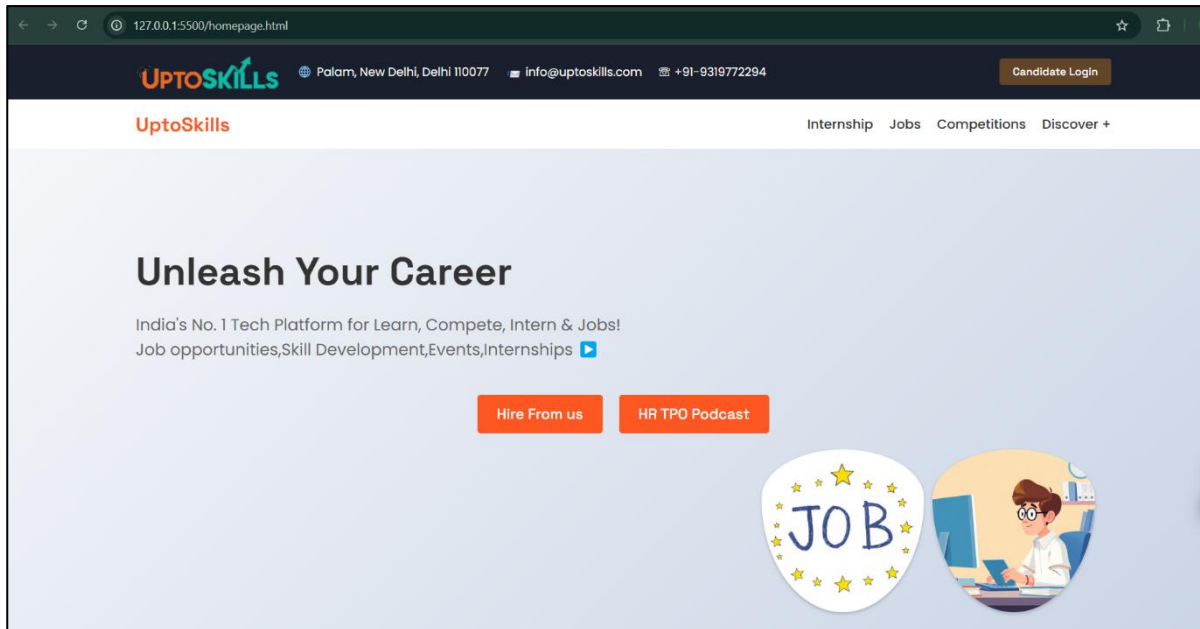 127.0.0.1:5500/homepage.html
UPTOSKILLS Palam, New Delhi, Delhi 110077 info@uptoskills.com +91-9319772294 Candidate Login
UptoSkills Internship Jobs Competitions Discover +
Unleash Your Career
India's No. 1 Tech Platform for Learn, Compete, Intern & Jobs!
Job opportunities,Skill Development,Events,Internships
Hire From us HR TPO Podcast
JOB